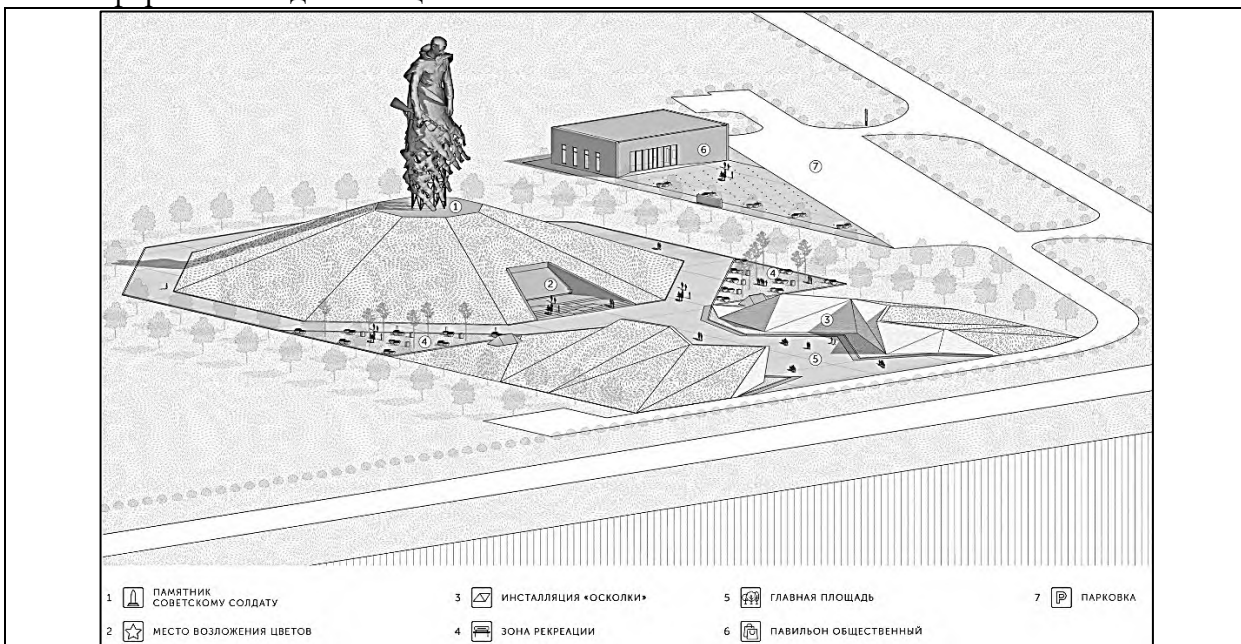 1
4
2
4
6
7
3
5
1 ПАМЯТНИК
СОВЕТСКОМУ СОЛДАТУ
2 МЕСТО ВОЗЛОЖЕНИЯ ЦВЕТОВ
3 ИНСТАЛЛЯЦИЯ «ОСКОЛКИ»
4 ЗОНА РЕКРЕАЦИИ
5 ГЛАВНАЯ ПЛОЩАДЬ
6 ПАВИЛЬОН ОБЩЕСТВЕННЫЙ
7 P ПАРКОВКА